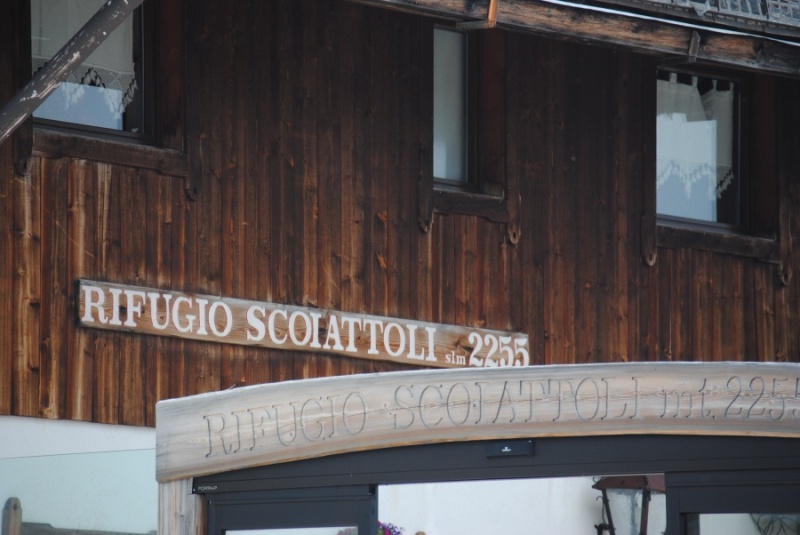 RIFUGIO SCOIATTOLI slm 2255
RIFUGIO SCOIATTOLI mt. 2255